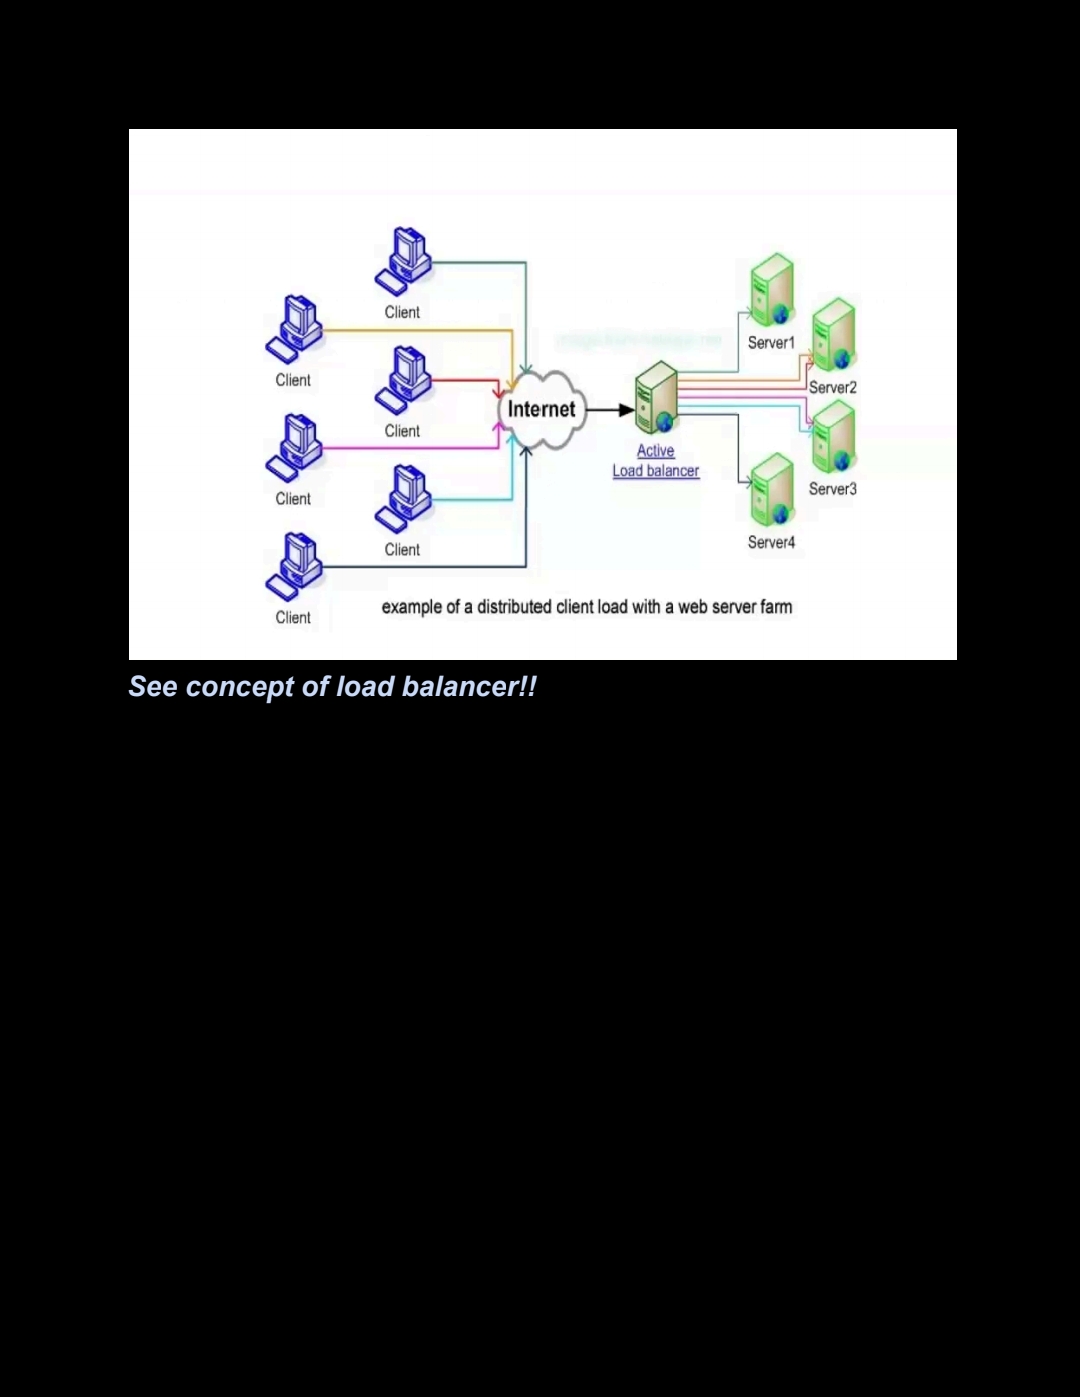 Client
Client
Client
Client
Client
Client
Internet
Active
Load balancer
Server1
Server2
Server3
Server4
example of a distributed client load with a web server farm
See concept of load balancer!!